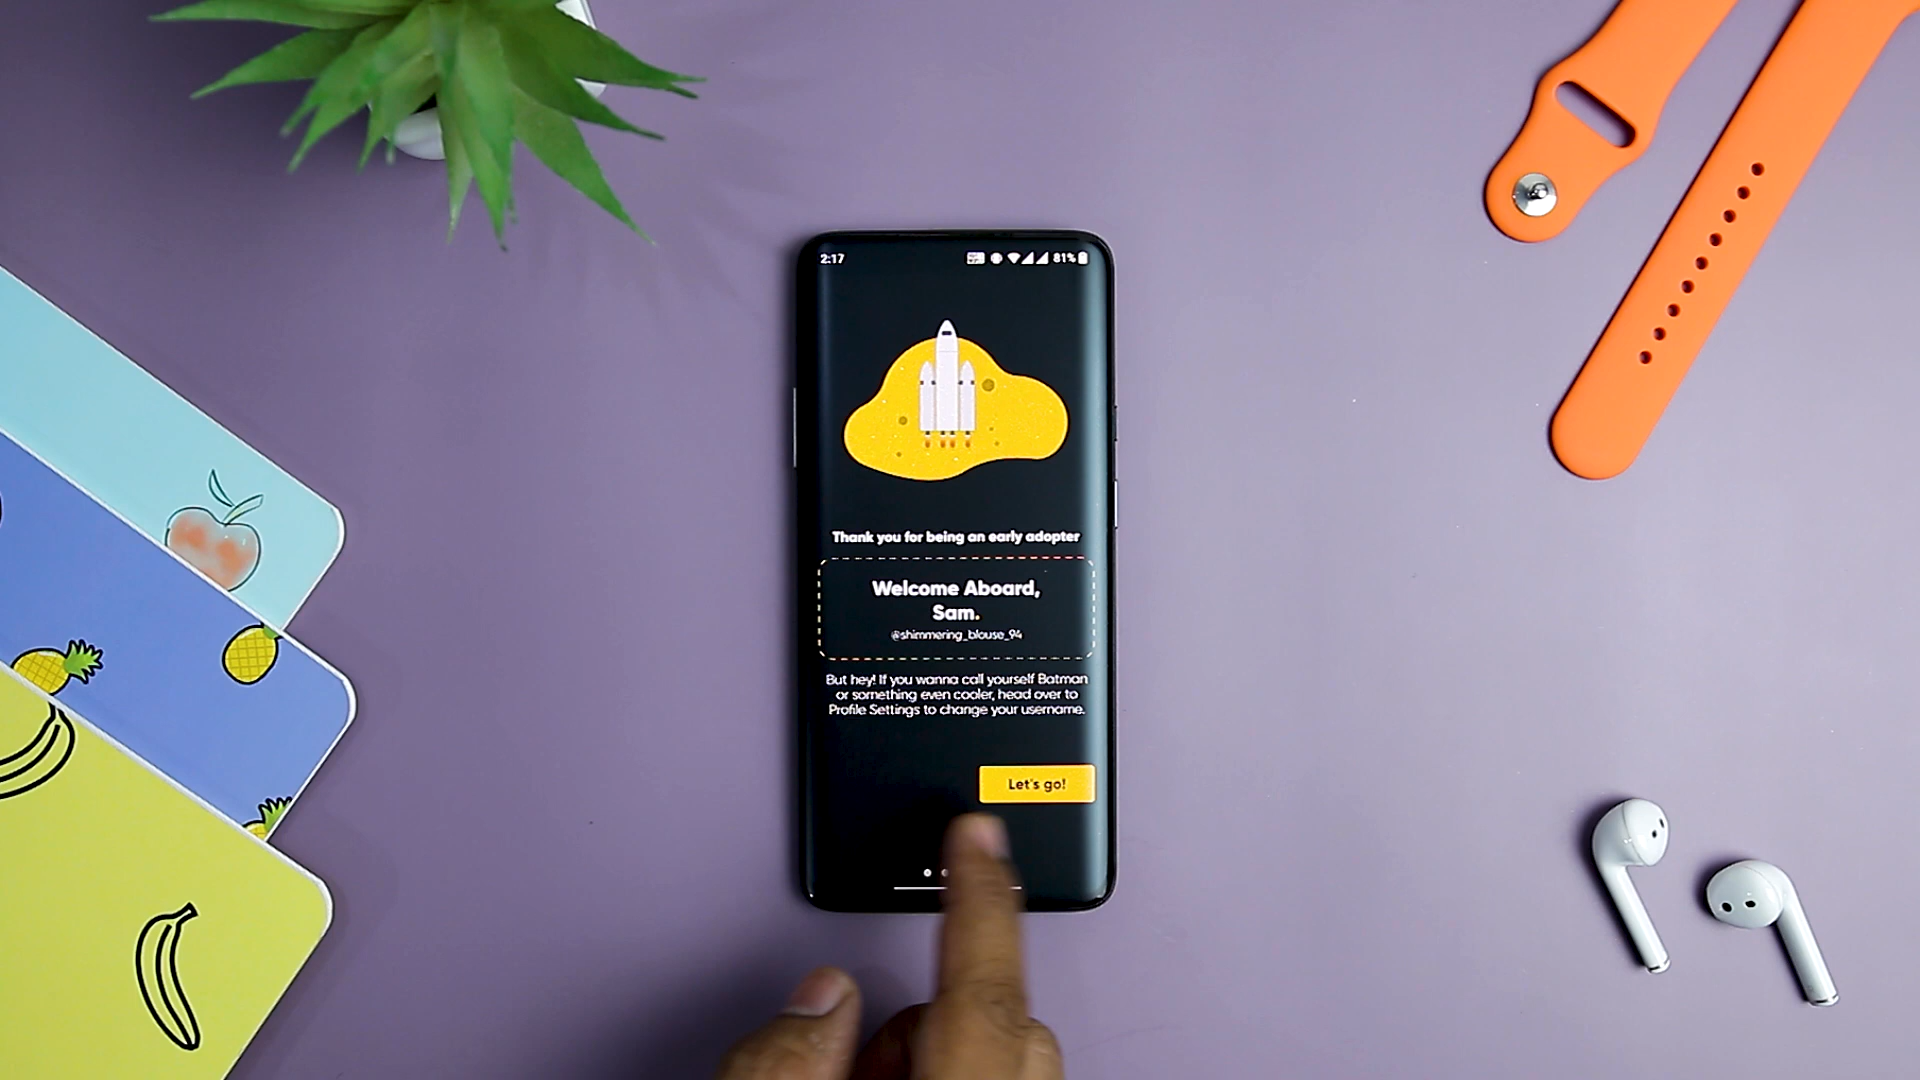 2:17
81%
Thank you for being an early adopter
Welcome Aboard,
Sam.
@shimmering_blouse_94
But hey! If you wanna call yourself Batman
or something even cooler, head over to
Profile Settings to change your username.
Let's go!